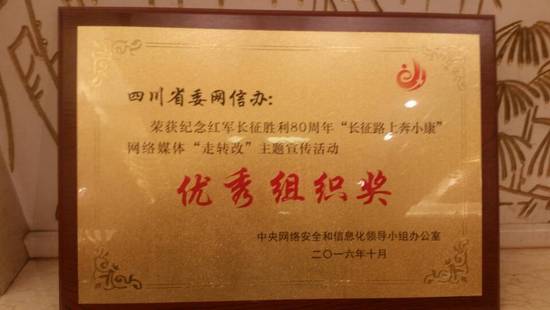 四川省委网信办：
荣获纪念红军长征胜利80周年“长征路上奔小康”
网络媒体“走转改”主题宣传活动
优秀组织奖
中央网络安全和信息化领导小组办公室
二〇一六年十月